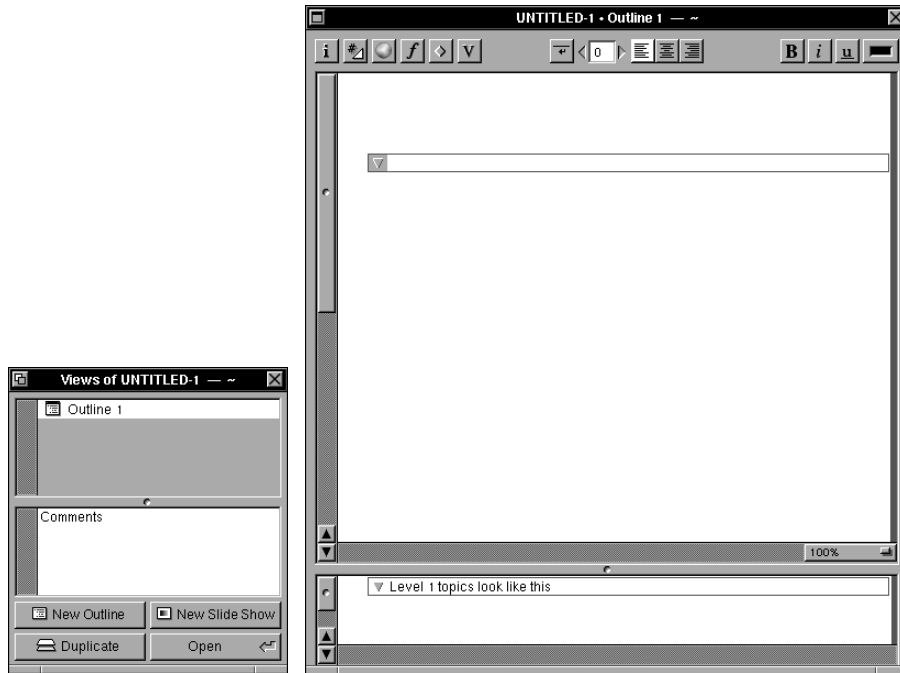 UNTITLED-1 • Outline 1 — ~
i # f V 0 B i u
100%
Level 1 topics look like this
Views of UNTITLED-1 — ~
Outline 1
Comments
New Outline New Slide Show
Duplicate Open